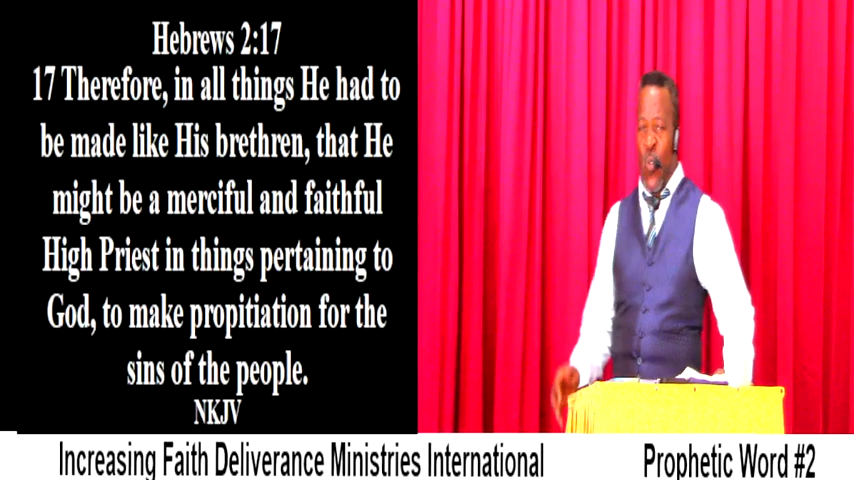 Hebrews 2:17
17 Therefore, in all things He had to
be made like His brethren, that He
might be a merciful and faithful
High Priest in things pertaining to
God, to make propitiation for the
sins of the people.
NKJV
Increasing Faith Deliverance Ministries International
Prophetic Word #2